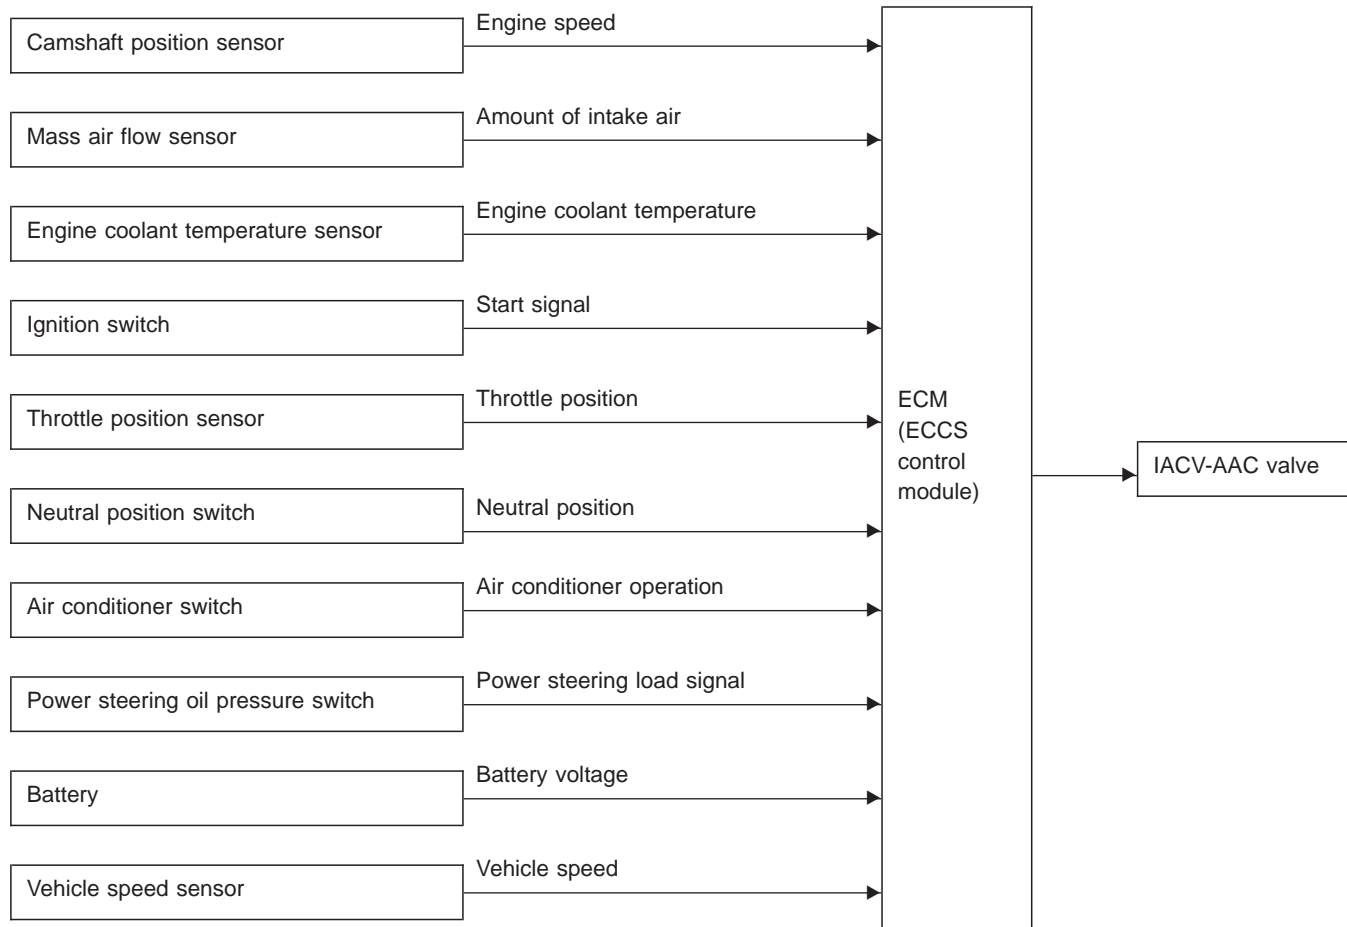 Camshaft position sensor
Engine speed
Mass air flow sensor
Amount of intake air
Engine coolant temperature sensor
Engine coolant temperature
Ignition switch
Start signal
Throttle position sensor
Throttle position
Neutral position switch
Neutral position
Air conditioner switch
Air conditioner operation
Power steering oil pressure switch
Power steering load signal
Battery
Battery voltage
Vehicle speed sensor
Vehicle speed
ECM
(ECCS
control
module)
IACV-AAC valve